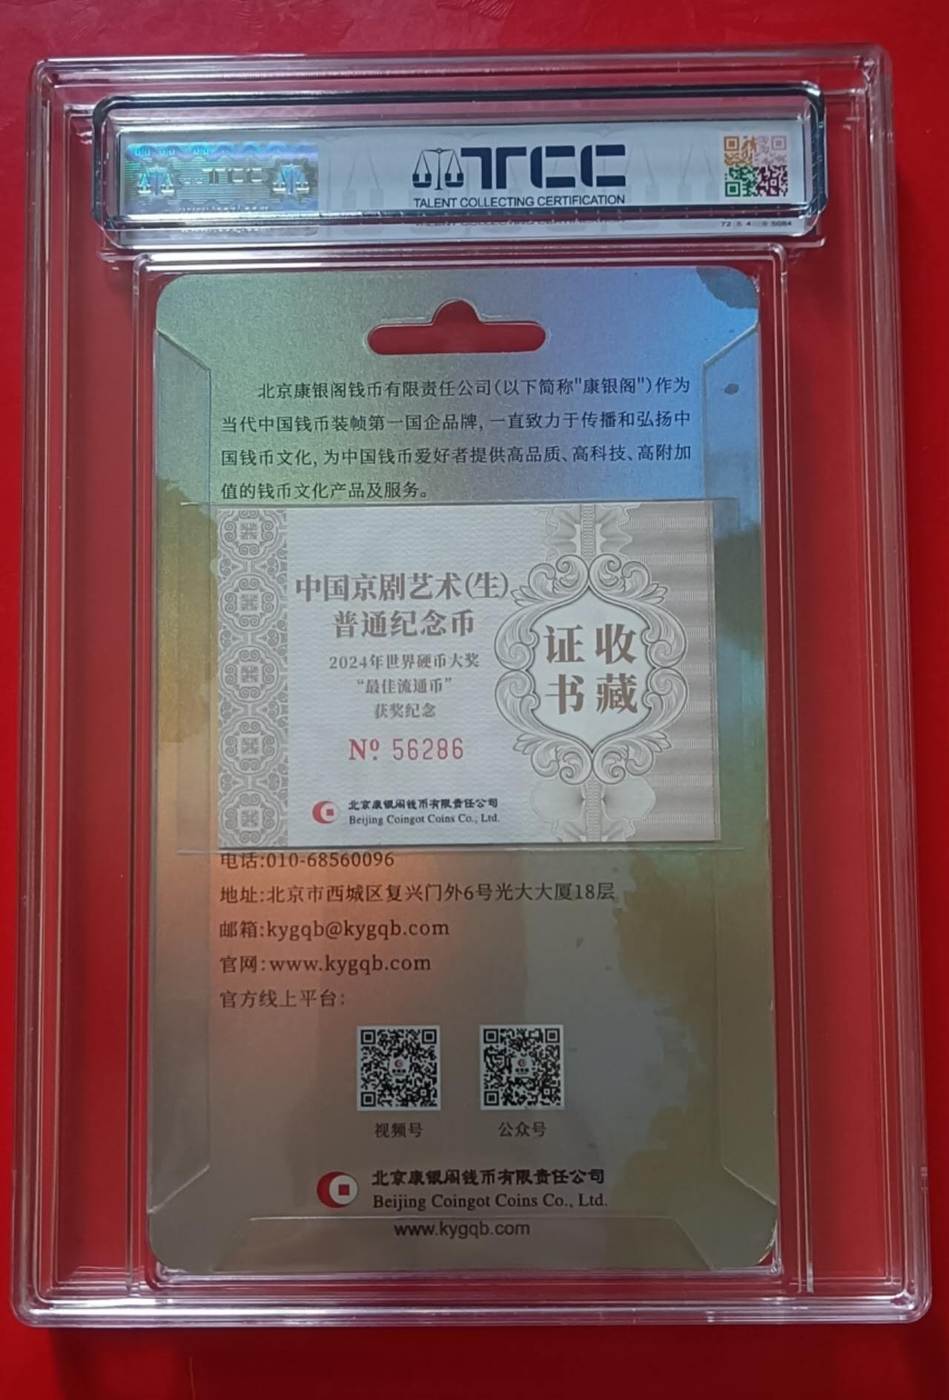 TCC
TALENT COLLECTING CERTIFICATION
北京康银阁钱币有限责任公司(以下简称"康银阁")作为
当代中国钱币装帧第一国企品牌,一直致力于传播和弘扬中
国钱币文化,为中国钱币爱好者提供高品质、高科技、高附加
值的钱币文化产品及服务。
中国京剧艺术(生)
普通纪念币
2024年世界硬币大奖
“最佳流通币”
获奖纪念
Nº 56286
北京康银阁钱币有限责任公司
Beijing Coingot Coins Co., Ltd.
证收
书藏
电话:010-68560096
地址:北京市西城区复兴门外6号光大大厦18层
邮箱:kygqb@kygqb.com
官网:www.kygqb.com
官方线上平台:
视频号
公众号
北京康银阁钱币有限责任公司
Beijing Coingot Coins Co., Ltd.
www.kygqb.com